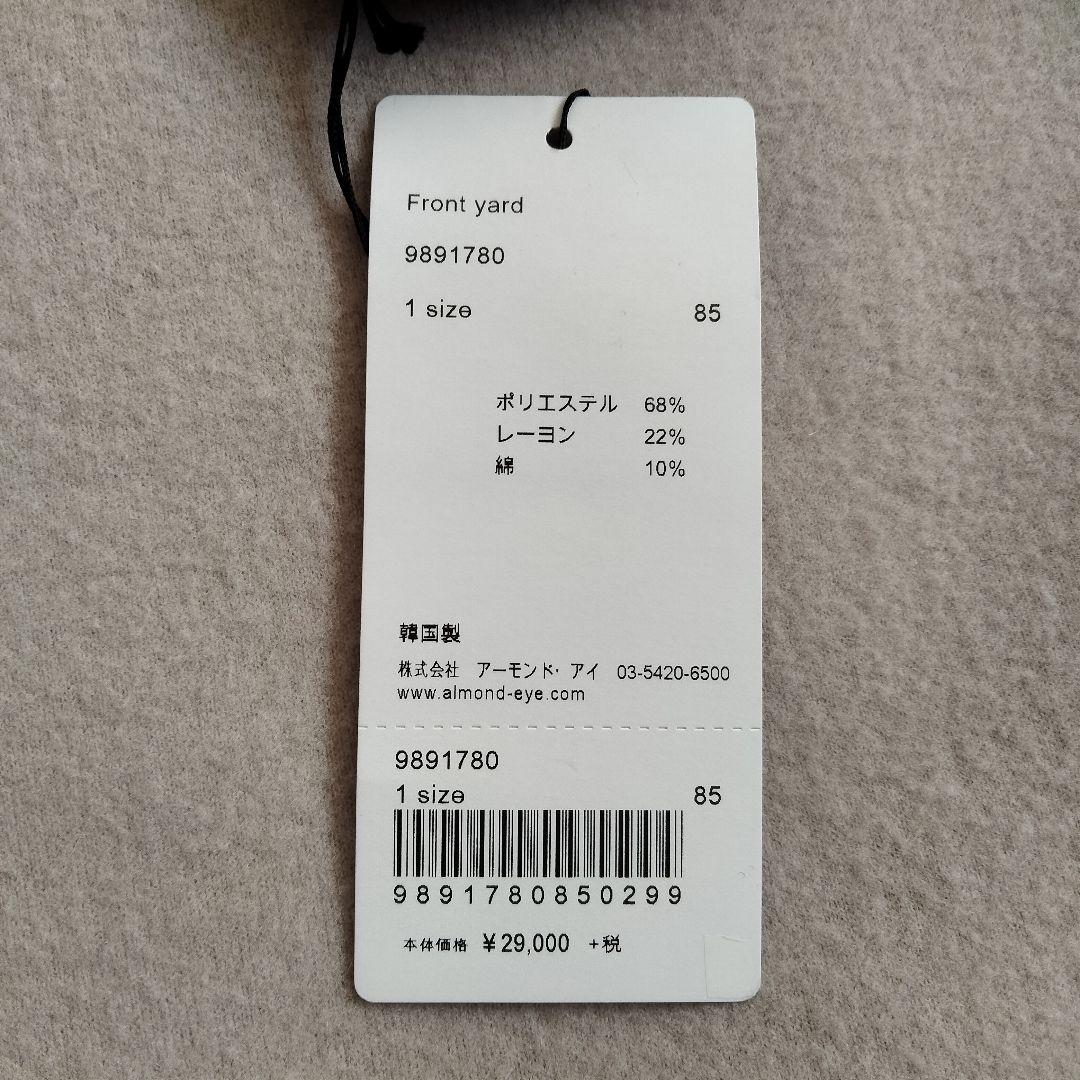 Front yard
9891780
1 size 85
ポリエステル 68%
レーヨン 22%
綿 10%
韓国製
株式会社 アーモンド・アイ 03-5420-6500
www.almond-eye.com
9891780
1 size 85
9891780850299
本体価格 ¥29,000 +税